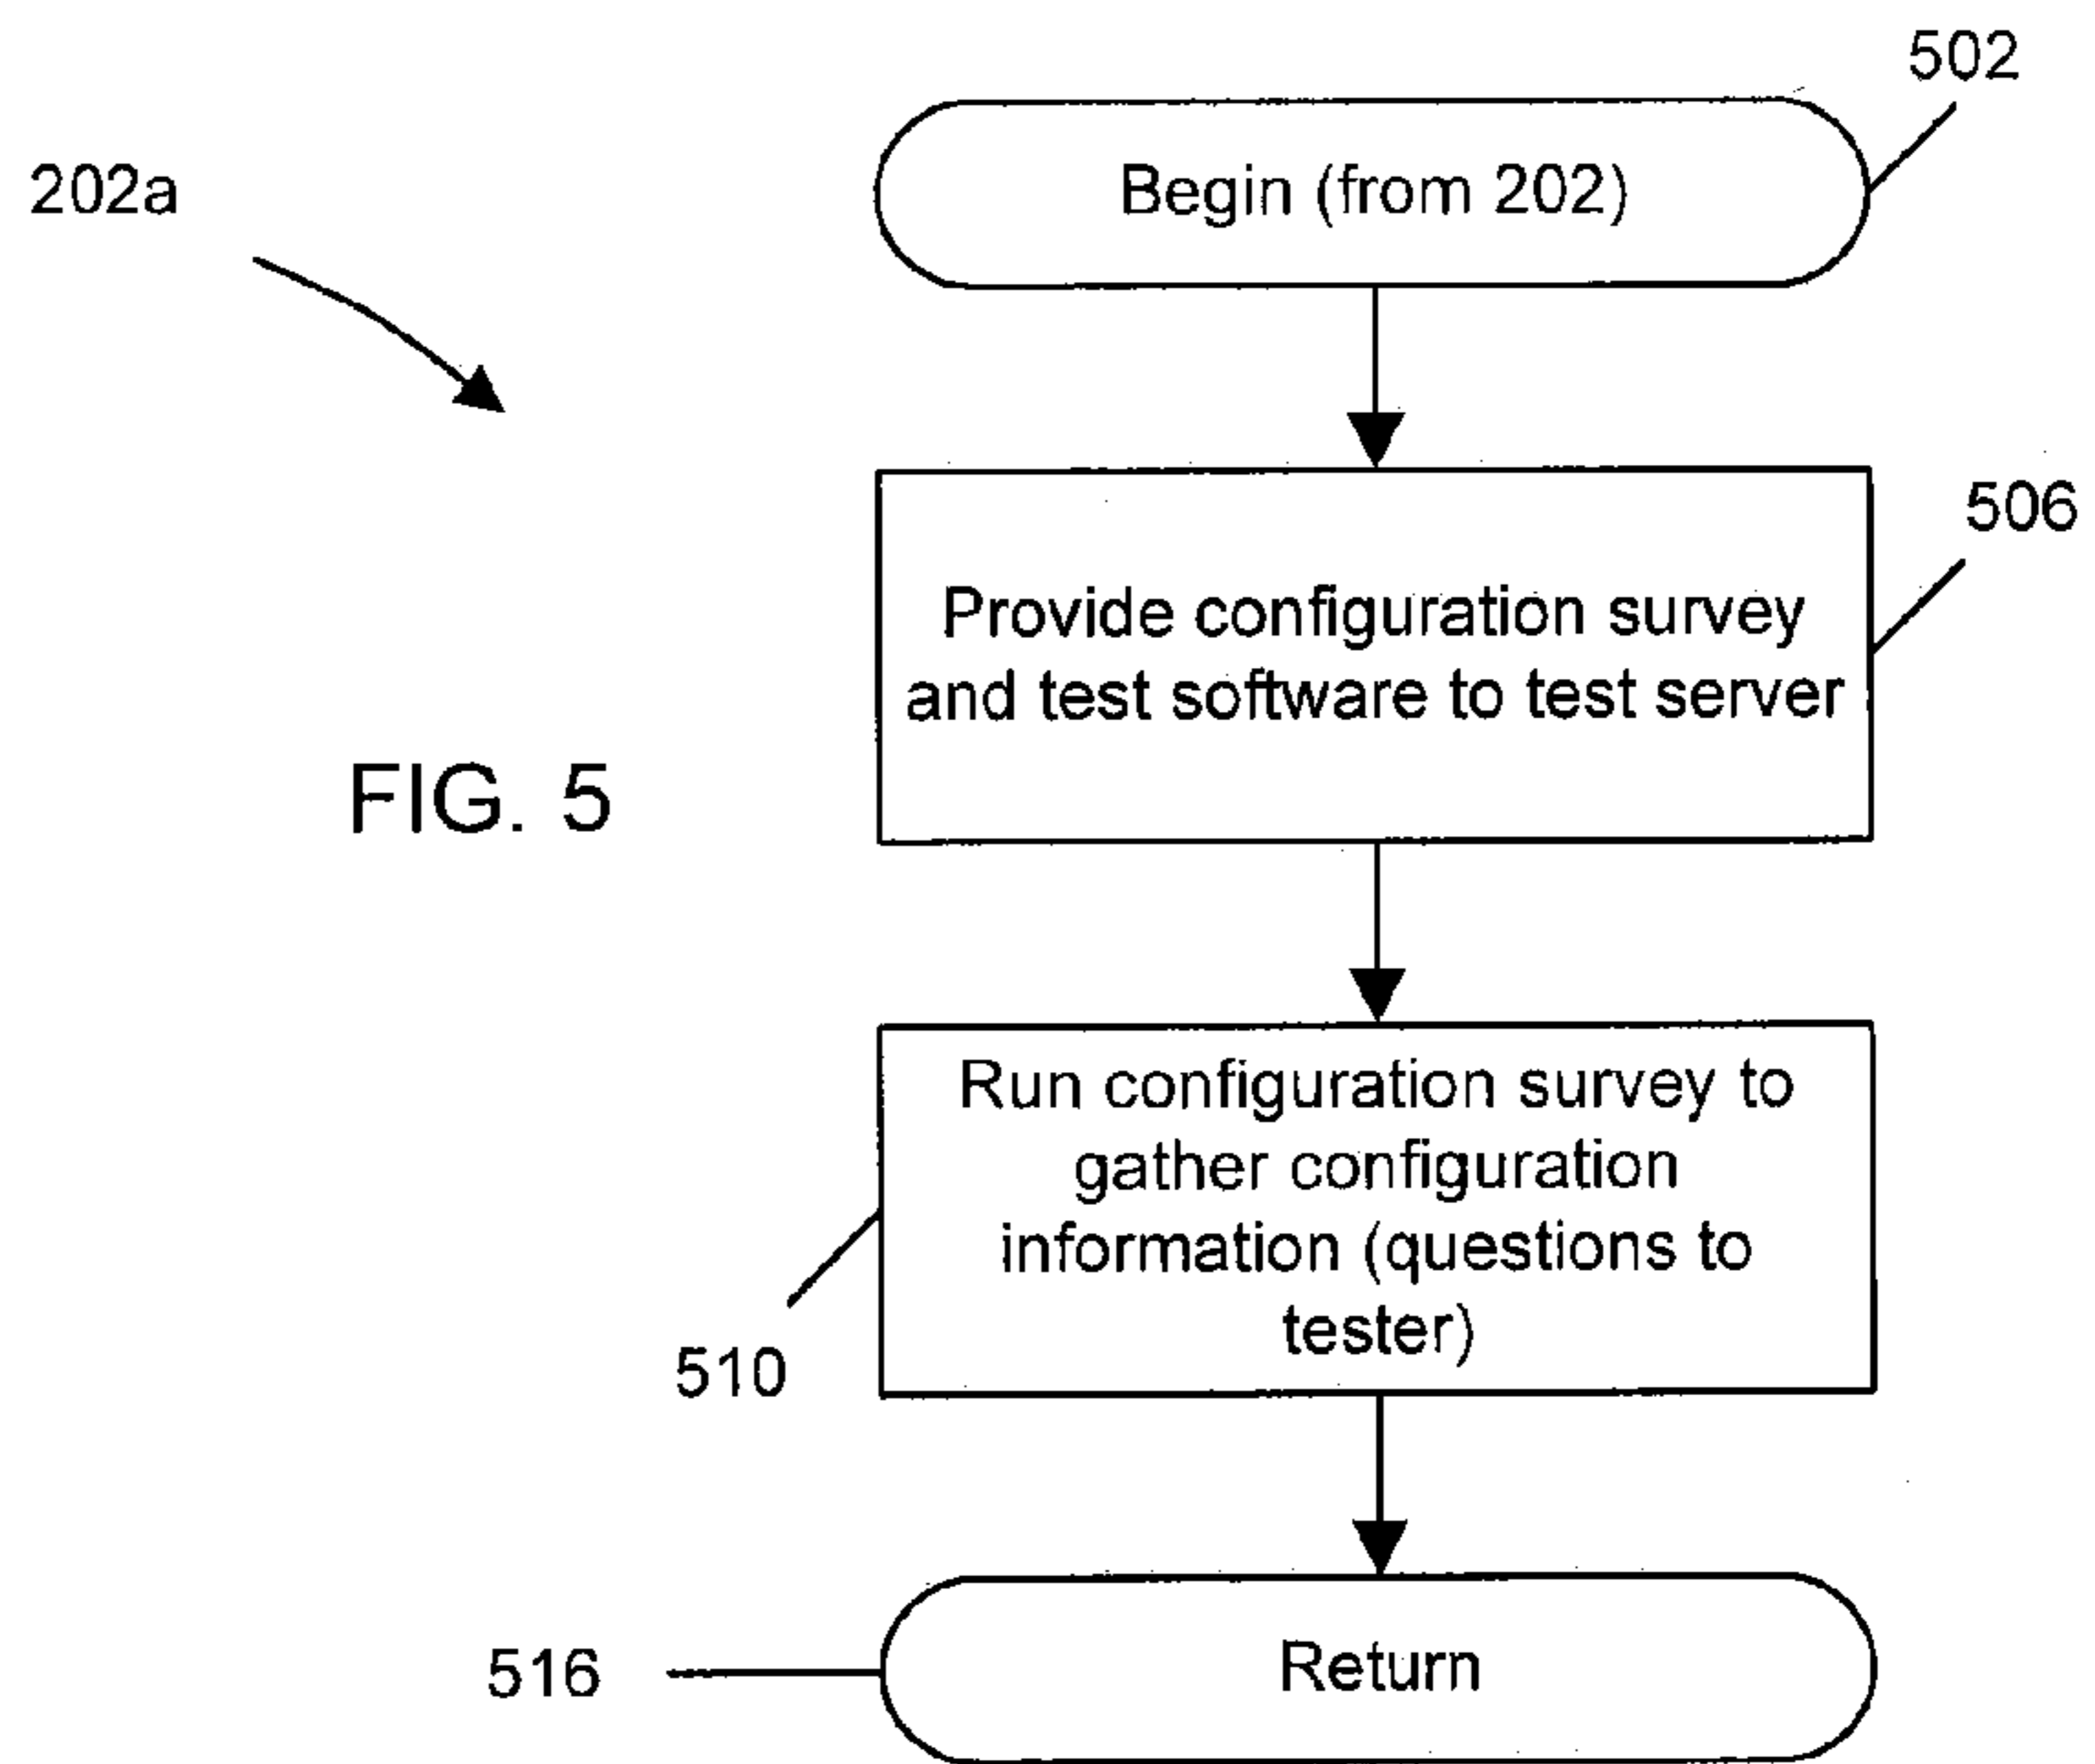 502
202a
Begin (from 202)
506
Provide configuration survey
and test software to test server
FIG. 5
Run configuration survey to
gather configuration
information (questions to
tester)
510
516
Return